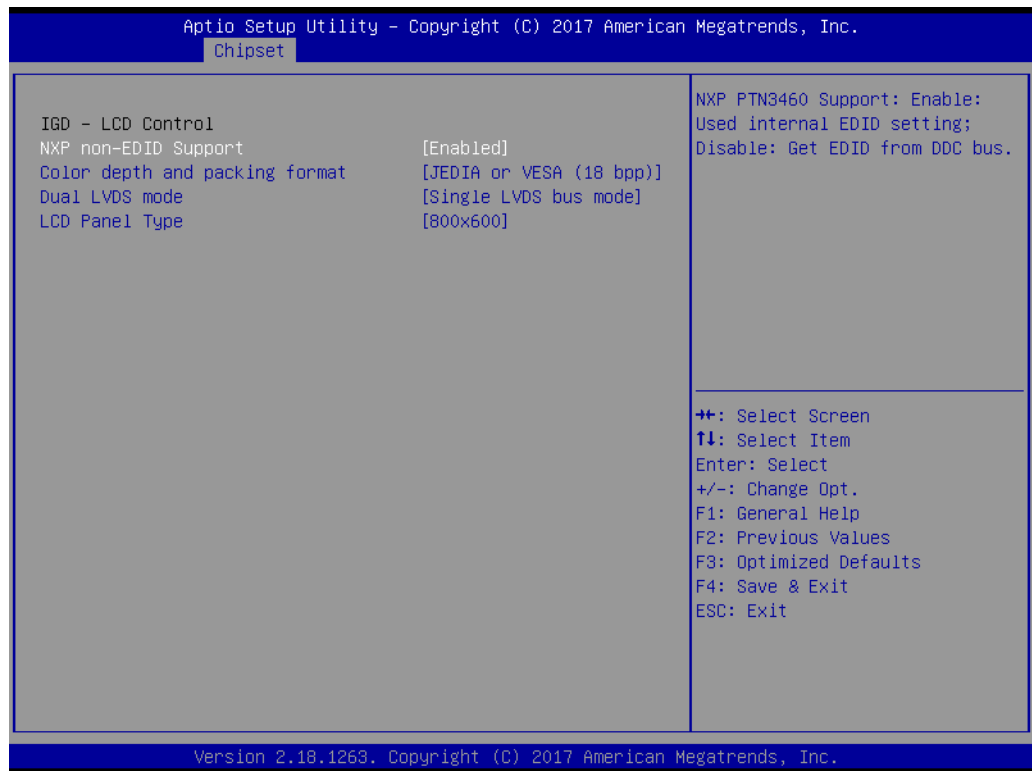 Aptio Setup Utility – Copyright (C) 2017 American Megatrends, Inc.
Chipset
IGD – LCD Control
NXP non-EDID Support [Enabled]
Color depth and packing format [JEDIA or VESA (18 bpp)]
Dual LVDS mode [Single LVDS bus mode]
LCD Panel Type [800x600]
NXP PTN3460 Support: Enable:
Used internal EDID setting;
Disable: Get EDID from DDC bus.
→←: Select Screen
↑↓: Select Item
Enter: Select
+/-: Change Opt.
F1: General Help
F2: Previous Values
F3: Optimized Defaults
F4: Save & Exit
ESC: Exit
Version 2.18.1263. Copyright (C) 2017 American Megatrends, Inc.